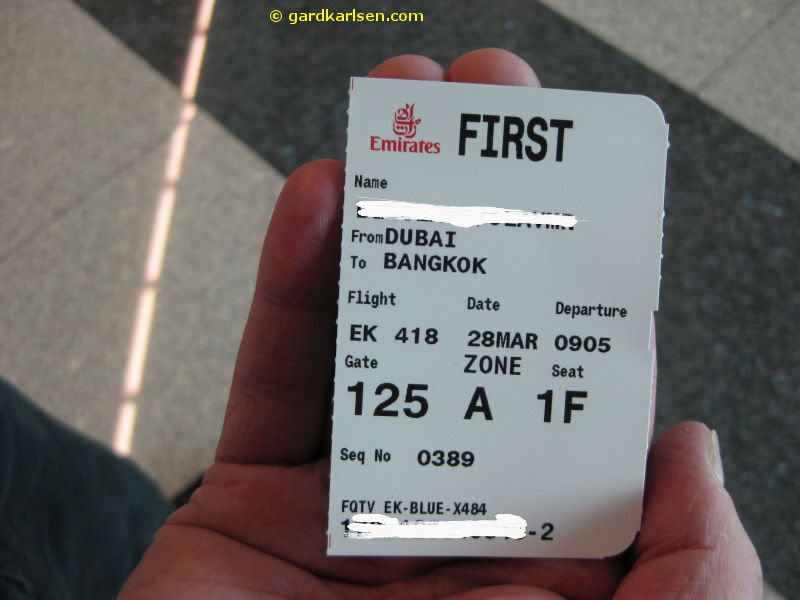 © gardkarlsen.com
Emirates FIRST
Name
From DUBAI
To BANGKOK
Flight Date Departure
EK 418 28MAR 0905
Gate ZONE Seat
125 A 1F
Seq No 0389
FQTV EK-BLUE-X484
-2